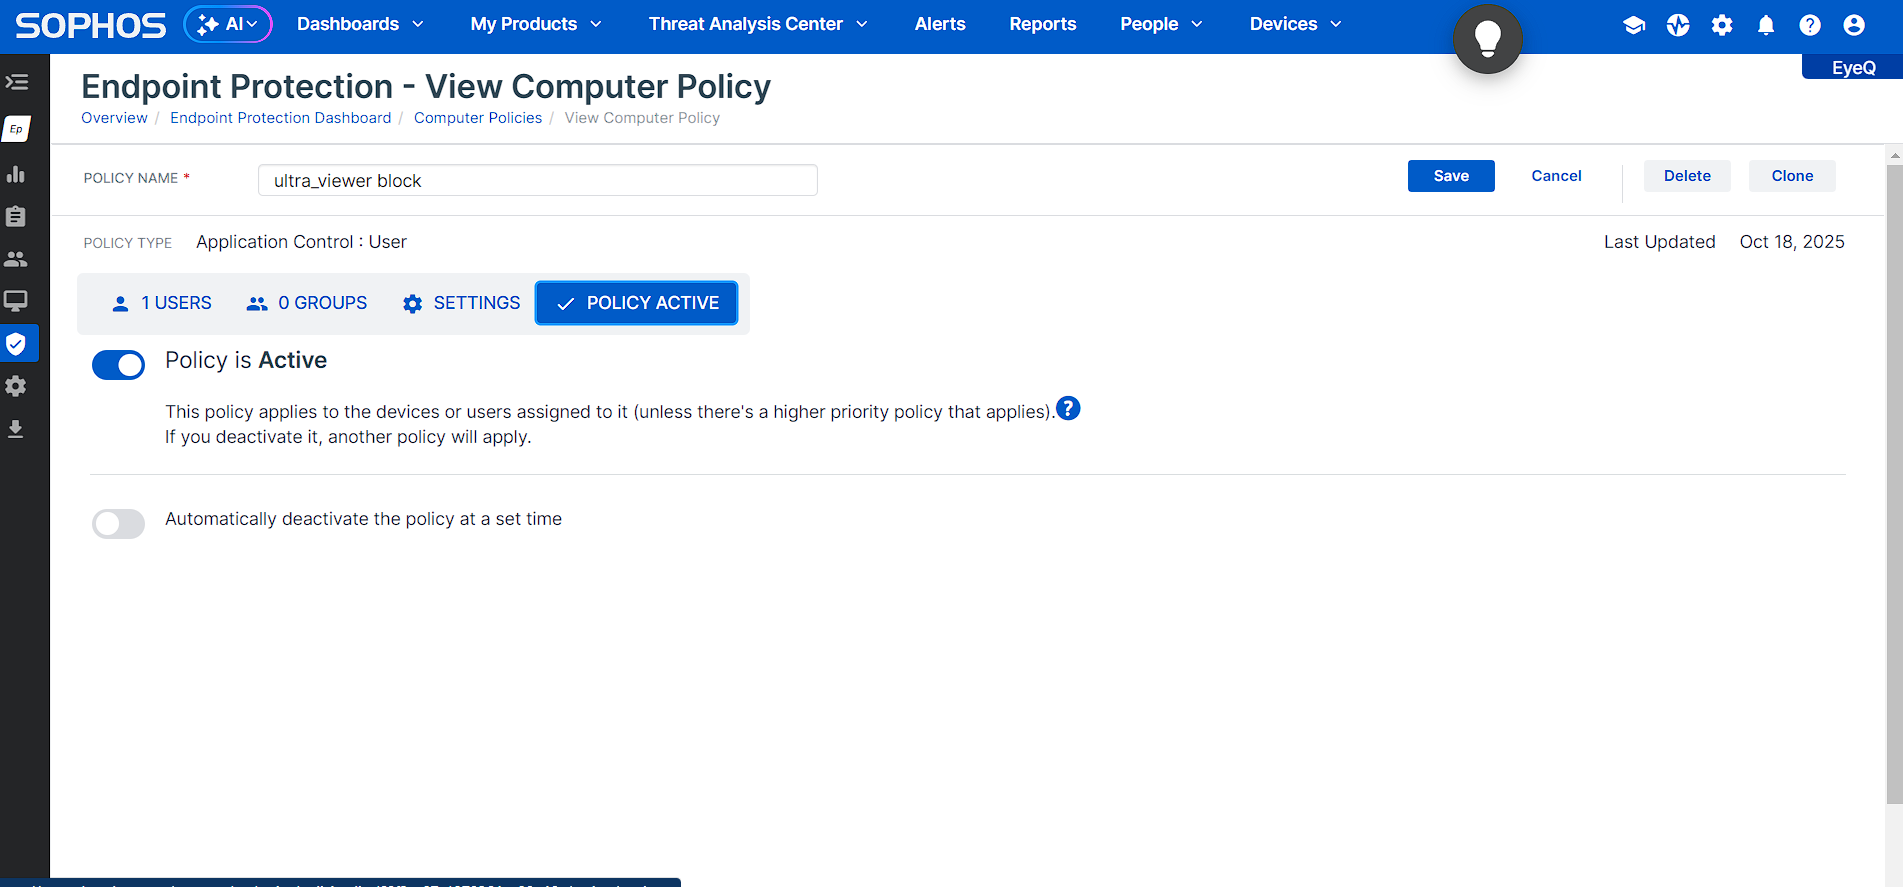 SOPHOS AI Dashboards My Products Threat Analysis Center Alerts Reports People Devices
EyeQ
Endpoint Protection - View Computer Policy
Overview / Endpoint Protection Dashboard / Computer Policies / View Computer Policy
Ep
POLICY NAME * ultra_viewer block Save Cancel Delete Clone
POLICY TYPE Application Control : User Last Updated Oct 18, 2025
1 USERS 0 GROUPS SETTINGS POLICY ACTIVE
Policy is Active
This policy applies to the devices or users assigned to it (unless there's a higher priority policy that applies). ?
If you deactivate it, another policy will apply.
Automatically deactivate the policy at a set time